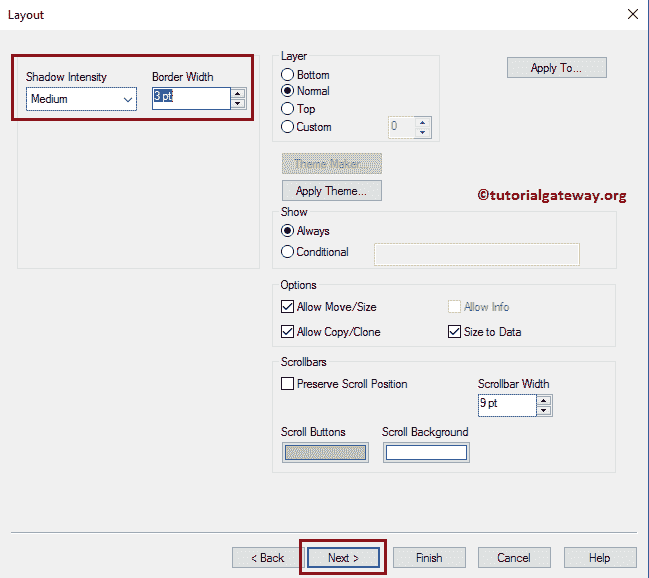 Layout
Shadow Intensity
Border Width
Medium
3 pt
Layer
Bottom
Normal
Top
Custom
0
Apply To...
Theme Maker...
Apply Theme...
©tutorialgateway.org
Show
Always
Conditional
Options
Allow Move/Size
Allow Info
Allow Copy/Clone
Size to Data
Scrollbars
Preserve Scroll Position
Scrollbar Width
9 pt
Scroll Buttons
Scroll Background
< Back
Next >
Finish
Cancel
Help